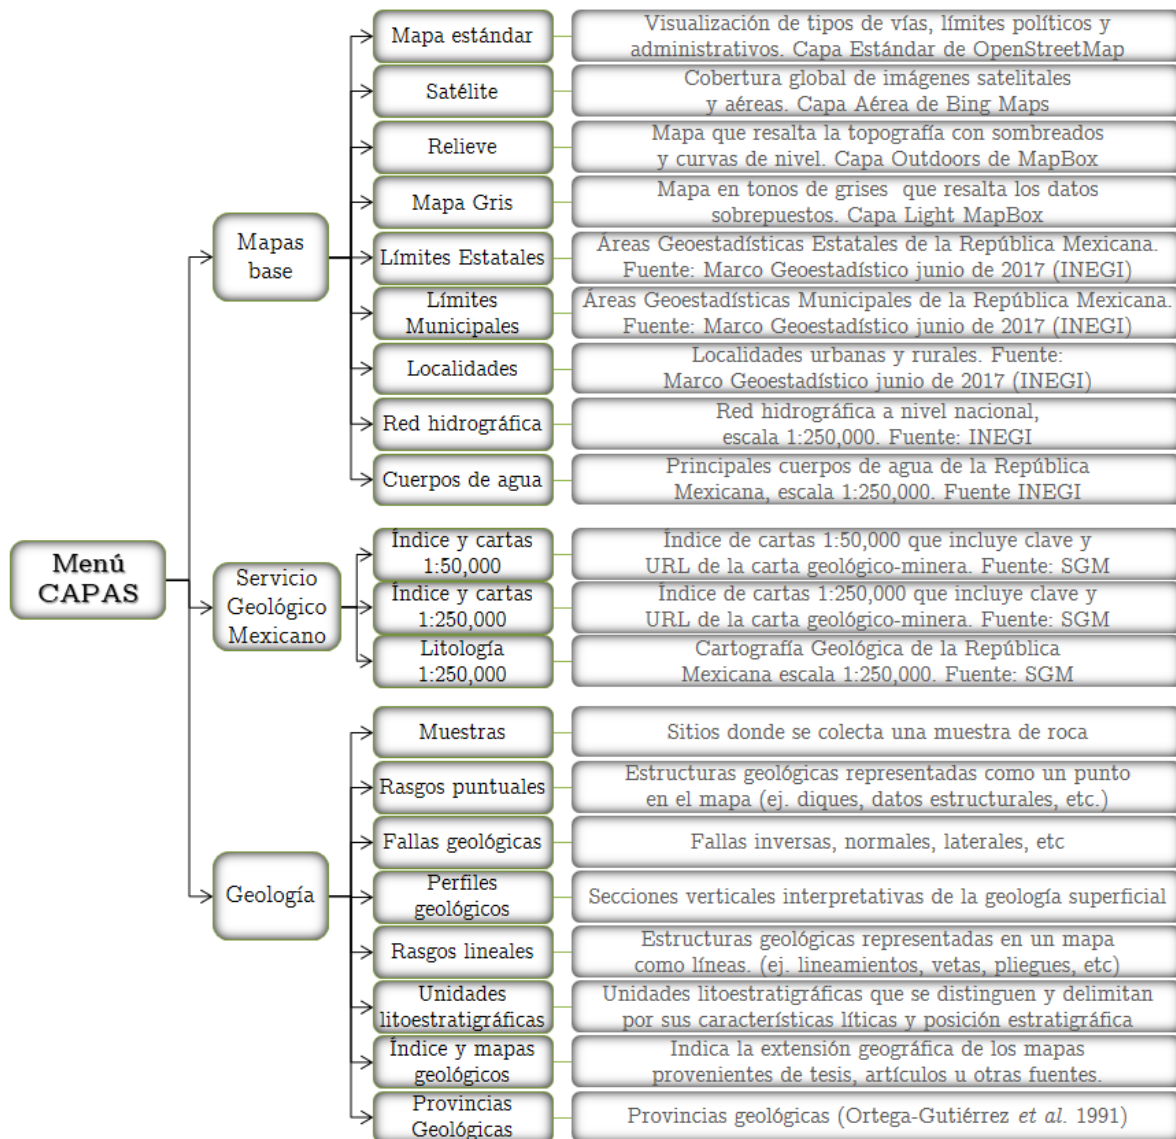 Menú
CAPAS
Mapas
base
Mapa estándar
Visualización de tipos de vías, límites políticos y
administrativos. Capa Estándar de OpenStreetMap
Satélite
Cobertura global de imágenes satelitales
y aéreas. Capa Aérea de Bing Maps
Relieve
Mapa que resalta la topografía con sombreados
y curvas de nivel. Capa Outdoors de MapBox
Mapa Gris
Mapa en tonos de grises que resalta los datos
sobrepuestos. Capa Light MapBox
Límites Estatales
Áreas Geoestadísticas Estatales de la República Mexicana.
Fuente: Marco Geoestadístico junio de 2017 (INEGI)
Límites
Municipales
Áreas Geoestadísticas Municipales de la República Mexicana.
Fuente: Marco Geoestadístico junio de 2017 (INEGI)
Localidades
Localidades urbanas y rurales. Fuente:
Marco Geoestadístico junio de 2017 (INEGI)
Red hidrográfica
Red hidrográfica a nivel nacional,
escala 1:250,000. Fuente: INEGI
Cuerpos de agua
Principales cuerpos de agua de la República
Mexicana, escala 1:250,000. Fuente INEGI
Servicio
Geológico
Mexicano
Índice y cartas
1:50,000
Índice de cartas 1:50,000 que incluye clave y
URL de la carta geológico-minera. Fuente: SGM
Índice y cartas
1:250,000
Índice de cartas 1:250,000 que incluye clave y
URL de la carta geológico-minera. Fuente: SGM
Litología
1:250,000
Cartografía Geológica de la República
Mexicana escala 1:250,000. Fuente: SGM
Geología
Muestras
Sitios donde se colecta una muestra de roca
Rasgos puntuales
Estructuras geológicas representadas como un punto
en el mapa (ej. diques, datos estructurales, etc.)
Fallas geológicas
Fallas inversas, normales, laterales, etc
Perfiles
geológicos
Secciones verticales interpretativas de la geología superficial
Rasgos lineales
Estructuras geológicas representadas en un mapa
como líneas. (ej. lineamientos, vetas, pliegues, etc)
Unidades
litoestratigráficas
Unidades litoestratigráficas que se distinguen y delimitan
por sus características líticas y posición estratigráfica
Índice y mapas
geológicos
Indica la extensión geográfica de los mapas
provenientes de tesis, artículos u otras fuentes.
Provincias
Geológicas
Provincias geológicas (Ortega-Gutiérrez et al. 1991)